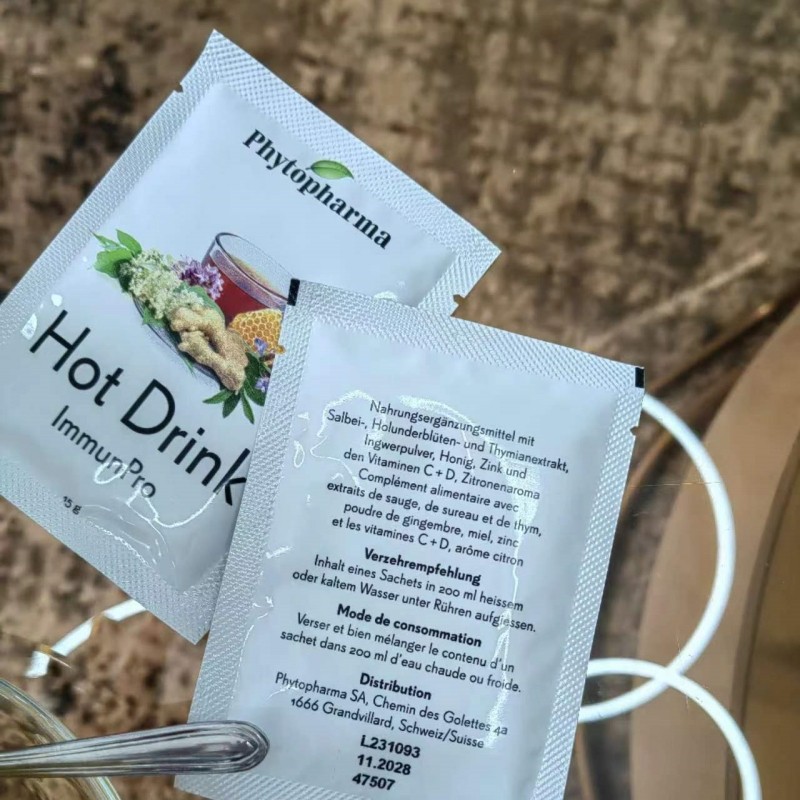 Phytopharma
Hot Drink
ImmunPro
15 g
Nahrungsergänzungsmittel mit
Salbei-, Holunderblüten- und Thymianextrakt,
Ingwerpulver, Honig, Zink und
den Vitaminen C + D, Zitronenaroma
Complément alimentaire avec
extraits de sauge, de sureau et de thym,
poudre de gingembre, miel, zinc
et les vitamines C + D, arôme citron
Verzehrempfehlung
Inhalt eines Sachets in 200 ml heissem
oder kaltem Wasser unter Rühren aufgiessen.
Mode de consommation
Verser et bien mélanger le contenu d'un
sachet dans 200 ml d'eau chaude ou froide.
Distribution
Phytopharma SA, Chemin des Golettes 4a
1666 Grandvillard, Schweiz/Suisse
L231093
11.2028
47507